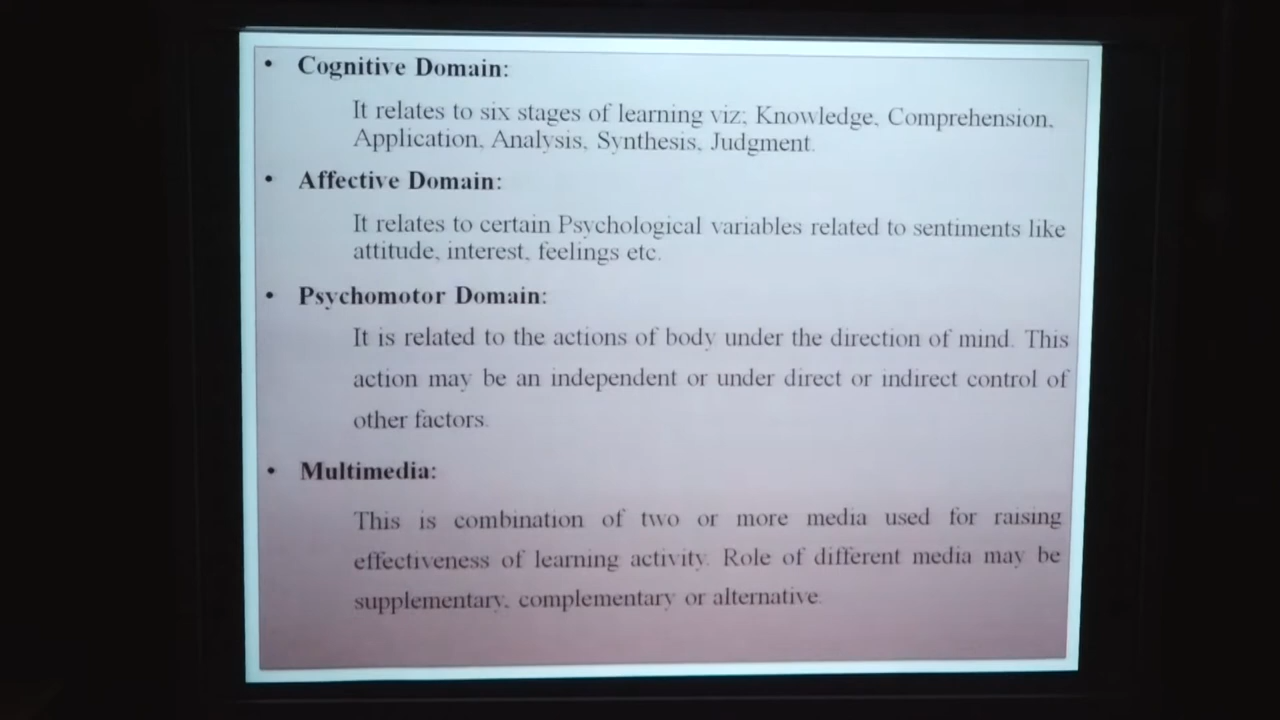 • Cognitive Domain:
It relates to six stages of learning viz; Knowledge, Comprehension,
Application, Analysis, Synthesis, Judgment.
• Affective Domain:
It relates to certain Psychological variables related to sentiments like
attitude, interest, feelings etc.
• Psychomotor Domain:
It is related to the actions of body under the direction of mind. This
action may be an independent or under direct or indirect control of
other factors.
• Multimedia:
This is combination of two or more media used for raising
effectiveness of learning activity. Role of different media may be
supplementary, complementary or alternative.